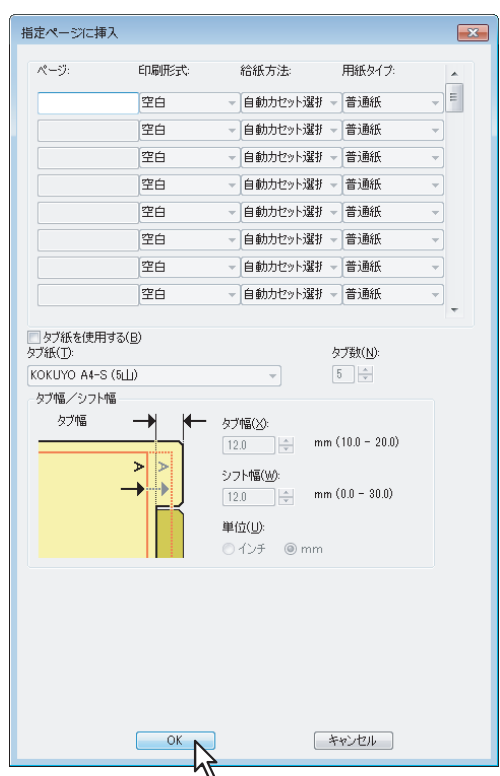 指定ページに挿入
ページ: 印刷形式: 給紙方法: 用紙タイプ:
空白 自動カセット選択 普通紙
空白 自動カセット選択 普通紙
空白 自動カセット選択 普通紙
空白 自動カセット選択 普通紙
空白 自動カセット選択 普通紙
空白 自動カセット選択 普通紙
空白 自動カセット選択 普通紙
空白 自動カセット選択 普通紙
タブ紙を使用する(B)
タブ紙(T): タブ数(N):
KOKUYO A4-S (5山) 5
タブ幅/シフト幅
タブ幅 タブ幅(X):
12.0 mm (10.0 - 20.0)
A A
シフト幅(W):
12.0 mm (0.0 - 30.0)
単位(U):
インチ mm
OK キャンセル